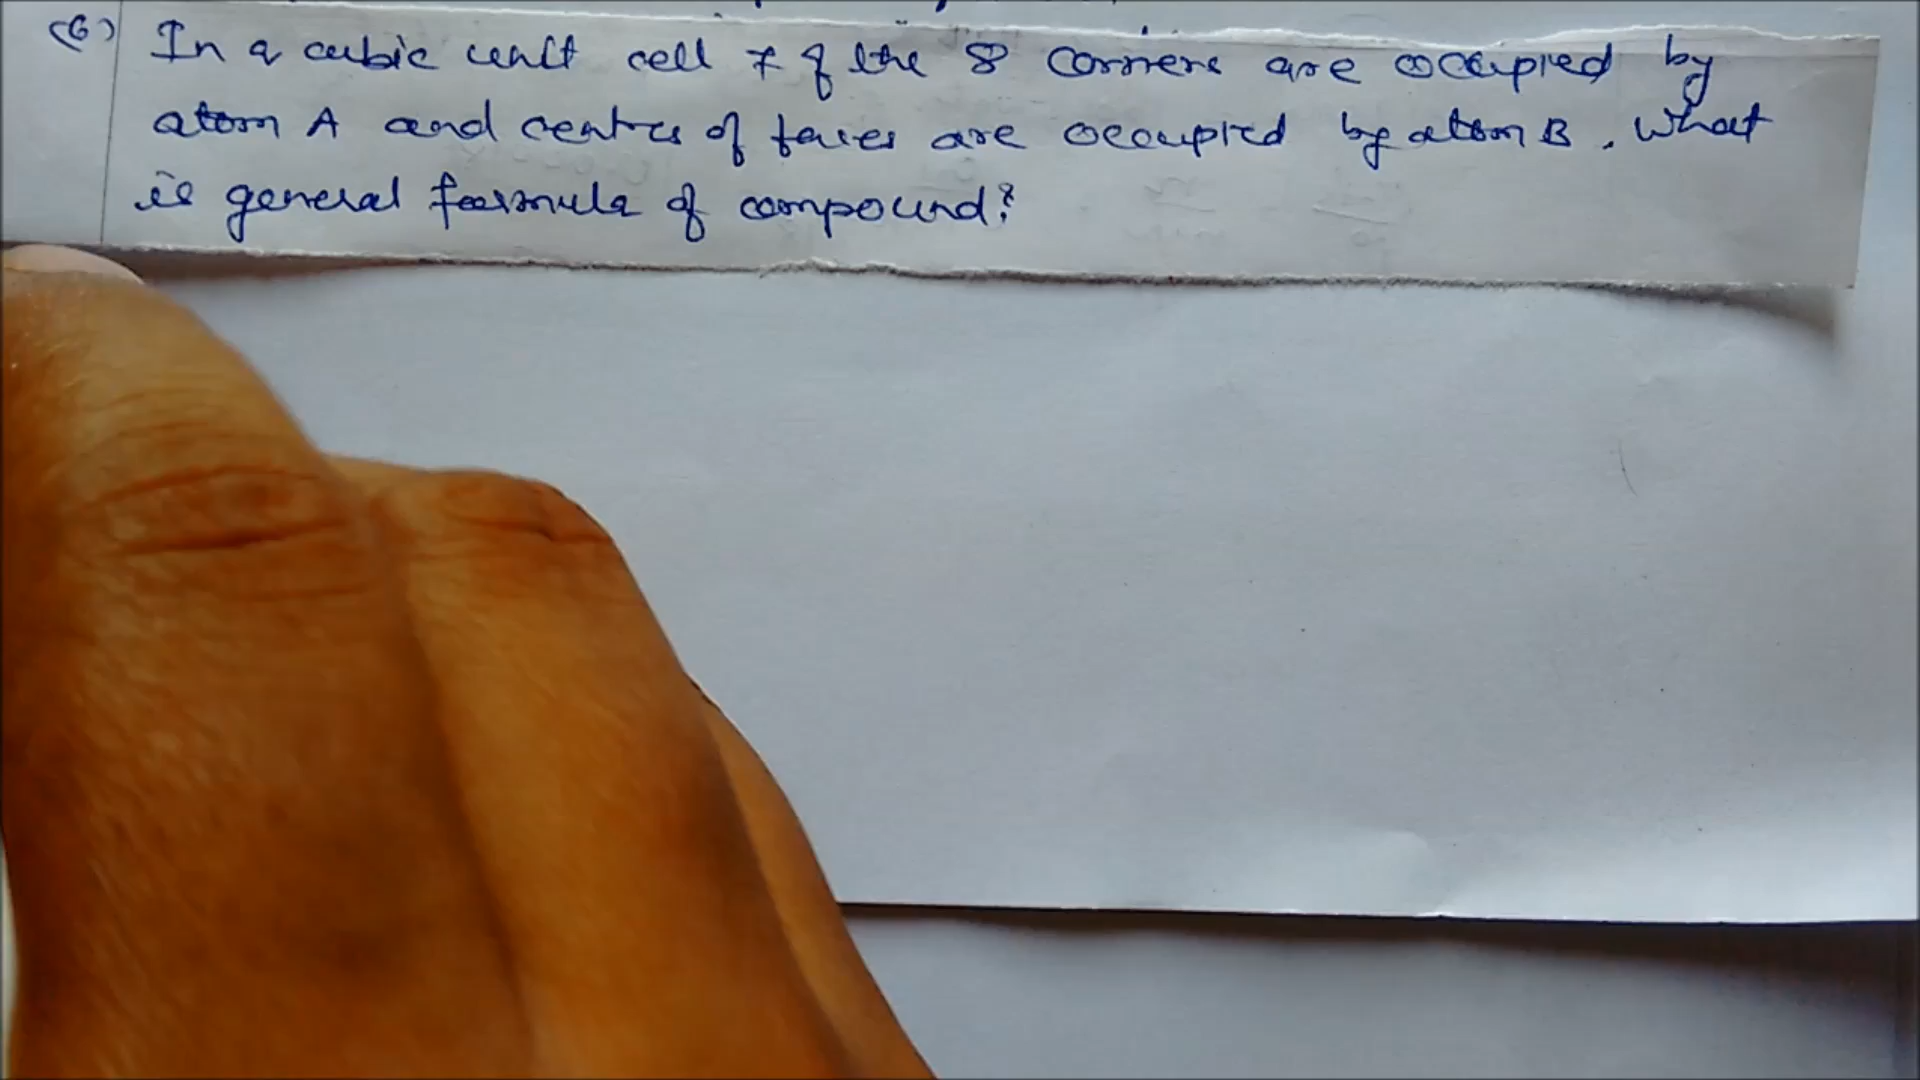 (6) In a cubic unit cell 7 of the 8 corners are occupied by
atom A and centres of faces are occupied by atom B. What
is general formula of compound?